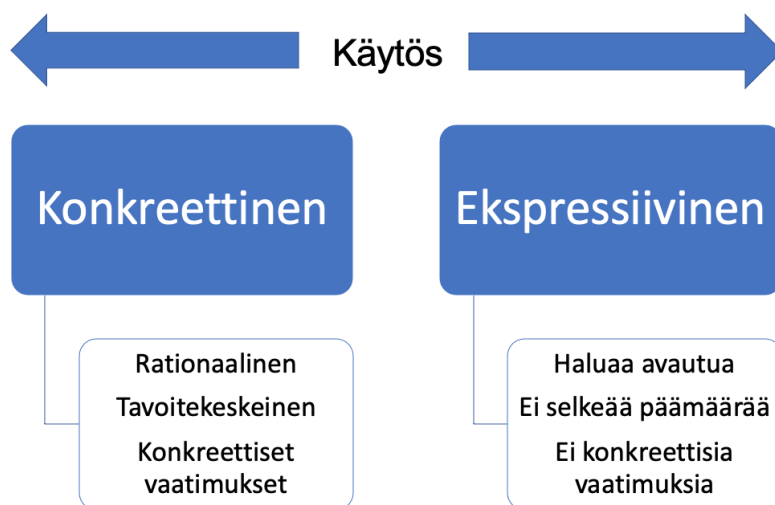 Käytös
Konkreettinen
Ekspressiivinen
Rationaalinen
Tavoitekeskeinen
Konkreettiset
vaatimukset
Haluaa avautua
Ei selkeää päämäärää
Ei konkreettisia
vaatimuksia